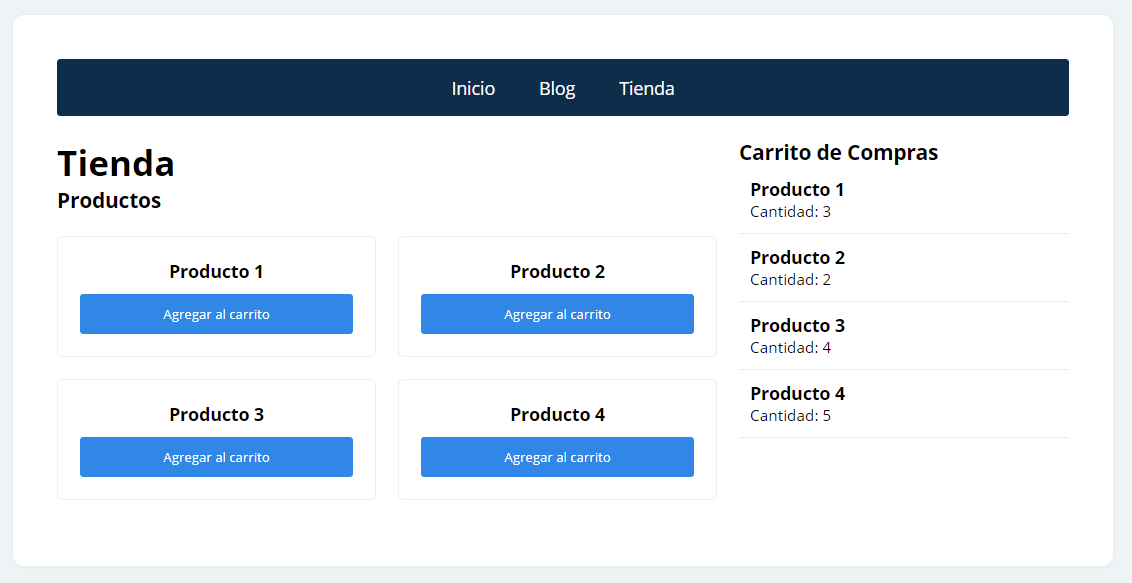 Inicio Blog Tienda
Tienda
Productos
Producto 1
Agregar al carrito
Producto 2
Agregar al carrito
Producto 3
Agregar al carrito
Producto 4
Agregar al carrito
Carrito de Compras
Producto 1
Cantidad: 3
Producto 2
Cantidad: 2
Producto 3
Cantidad: 4
Producto 4
Cantidad: 5